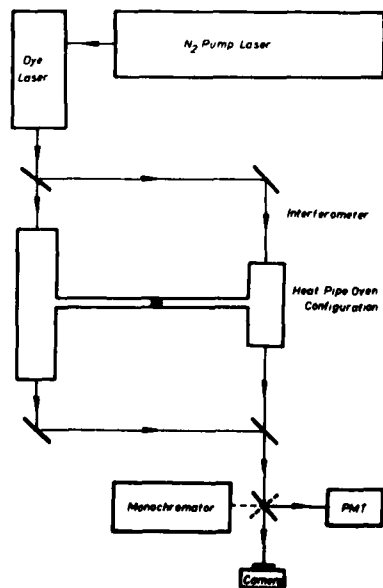 Dye
Laser
N₂ Pump Laser
Interferometer
Heat Pipe Oven
Configuration
Monochromator
PMT
Camera